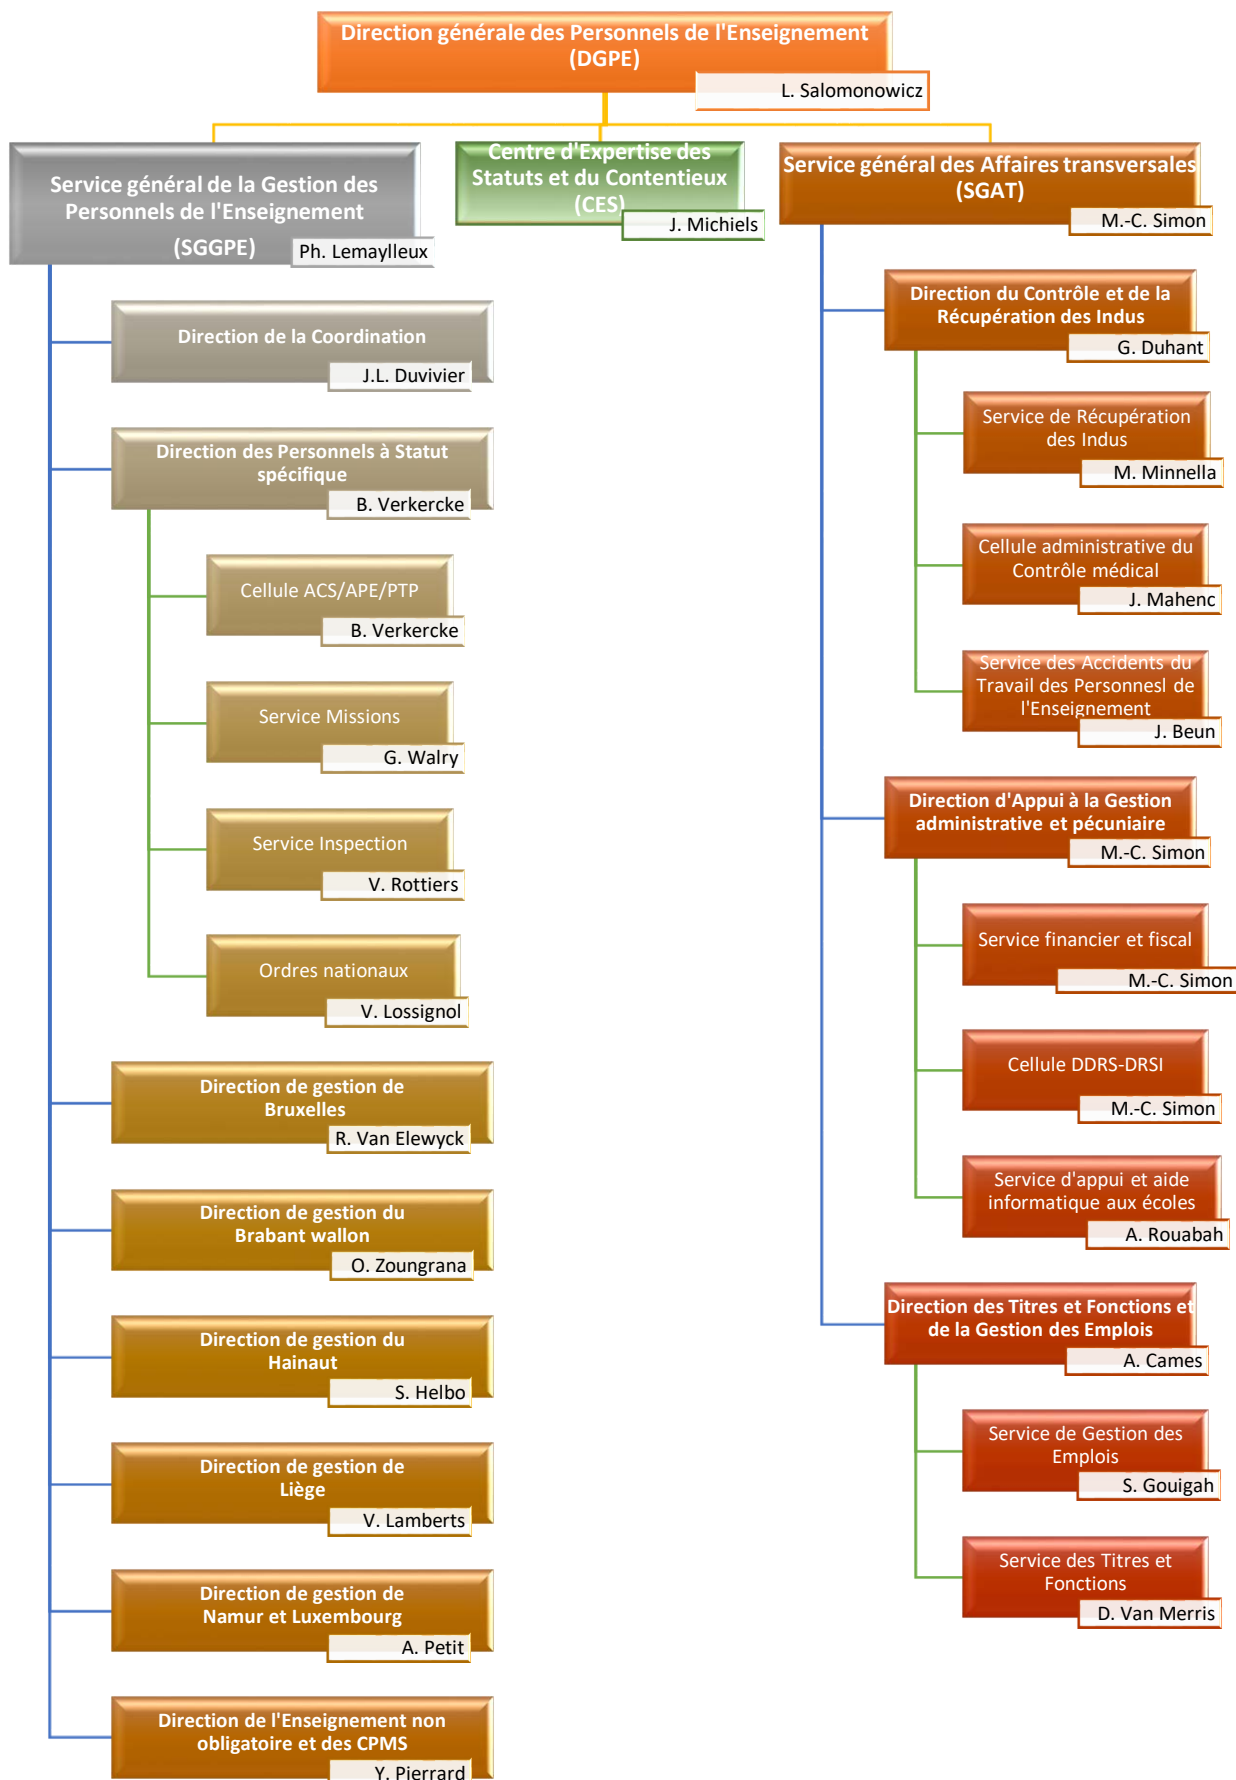 Direction générale des Personnels de l'Enseignement
(DGPE)
L. Salomonowicz
Service général de la Gestion des
Personnels de l'Enseignement
(SGGPE)
Ph. Lemaylleux
Centre d'Expertise des
Statuts et du Contentieux
(CES)
J. Michiels
Service général des Affaires transversales
(SGAT)
M.-C. Simon
Direction de la Coordination
J.L. Duvivier
Direction des Personnels à Statut
spécifique
B. Verkercke
Cellule ACS/APE/PTP
B. Verkercke
Service Missions
G. Walry
Service Inspection
V. Rottiers
Ordres nationaux
V. Lossignol
Direction de gestion de
Bruxelles
R. Van Elewyck
Direction de gestion du
Brabant wallon
O. Zoungrana
Direction de gestion du
Hainaut
S. Helbo
Direction de gestion de
Liège
V. Lamberts
Direction de gestion de
Namur et Luxembourg
A. Petit
Direction de l'Enseignement non
obligatoire et des CPMS
Y. Pierrard
Direction du Contrôle et de la
Récupération des Indus
G. Duhant
Service de Récupération
des Indus
M. Minnella
Cellule administrative du
Contrôle médical
J. Mahenc
Service des Accidents du
Travail des Personnesl de
l'Enseignement
J. Beun
Direction d'Appui à la Gestion
administrative et pécuniaire
M.-C. Simon
Service financier et fiscal
M.-C. Simon
Cellule DDRS-DRSI
M.-C. Simon
Service d'appui et aide
informatique aux écoles
A. Rouabah
Direction des Titres et Fonctions et
de la Gestion des Emplois
A. Cames
Service de Gestion des
Emplois
S. Gouigah
Service des Titres et
Fonctions
D. Van Merris